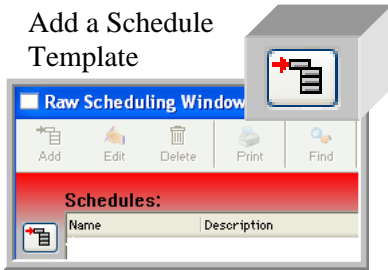 Add a Schedule
Template
Raw Scheduling Window
Add Edit Delete Print Find
Schedules:
Name Description